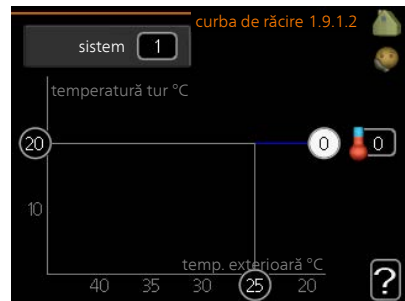 curba de răcire 1.9.1.2
sistem 1
temperatură tur °C
20
0
0
10
temp. exterioară °C
40 35 30 25 20
?